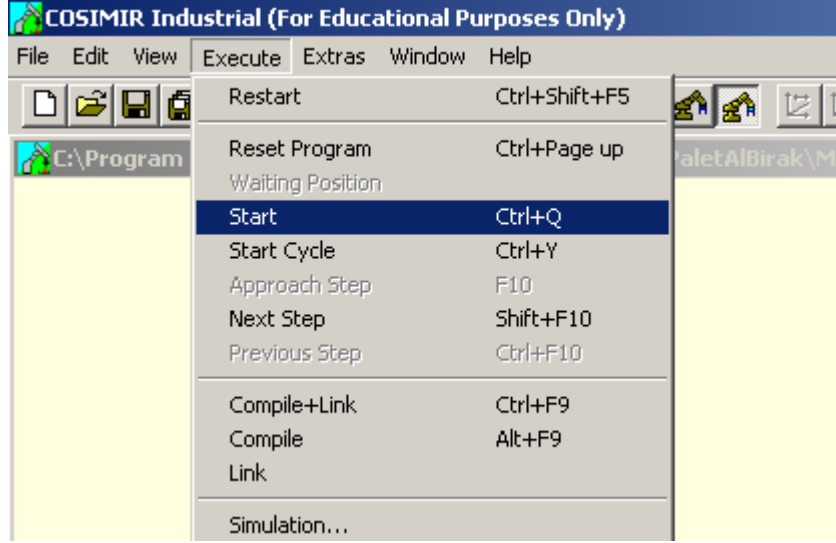 COSIMIR Industrial (For Educational Purposes Only)
File Edit View Execute Extras Window Help
Restart Ctrl+Shift+F5
C:\Program
Reset Program Ctrl+Page up
PaletAlBirak\M
Waiting Position
Start Ctrl+Q
Start Cycle Ctrl+Y
Approach Step F10
Next Step Shift+F10
Previous Step Ctrl+F10
Compile+Link Ctrl+F9
Compile Alt+F9
Link
Simulation...